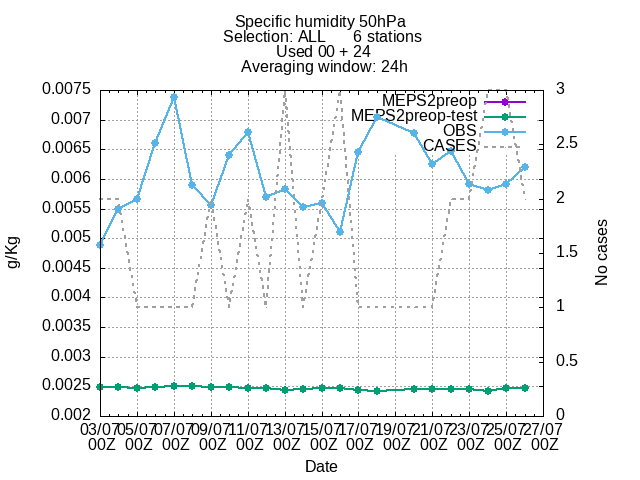 Specific humidity 50hPa
Selection: ALL 6 stations
Used 00 + 24
Averaging window: 24h
0.0075
0.007
0.0065
0.006
0.0055
0.005
0.0045
0.004
0.0035
0.003
0.0025
0.002
g/Kg
MEPS2preop
MEPS2preop-test
OBS
CASES
3
2.5
2
1.5
1
0.5
0
No cases
03/07 05/07 07/07 09/07 11/07 13/07 15/07 17/07 19/07 21/07 23/07 25/07 27/07
00Z 00Z 00Z 00Z 00Z 00Z 00Z 00Z 00Z 00Z 00Z 00Z 00Z
Date